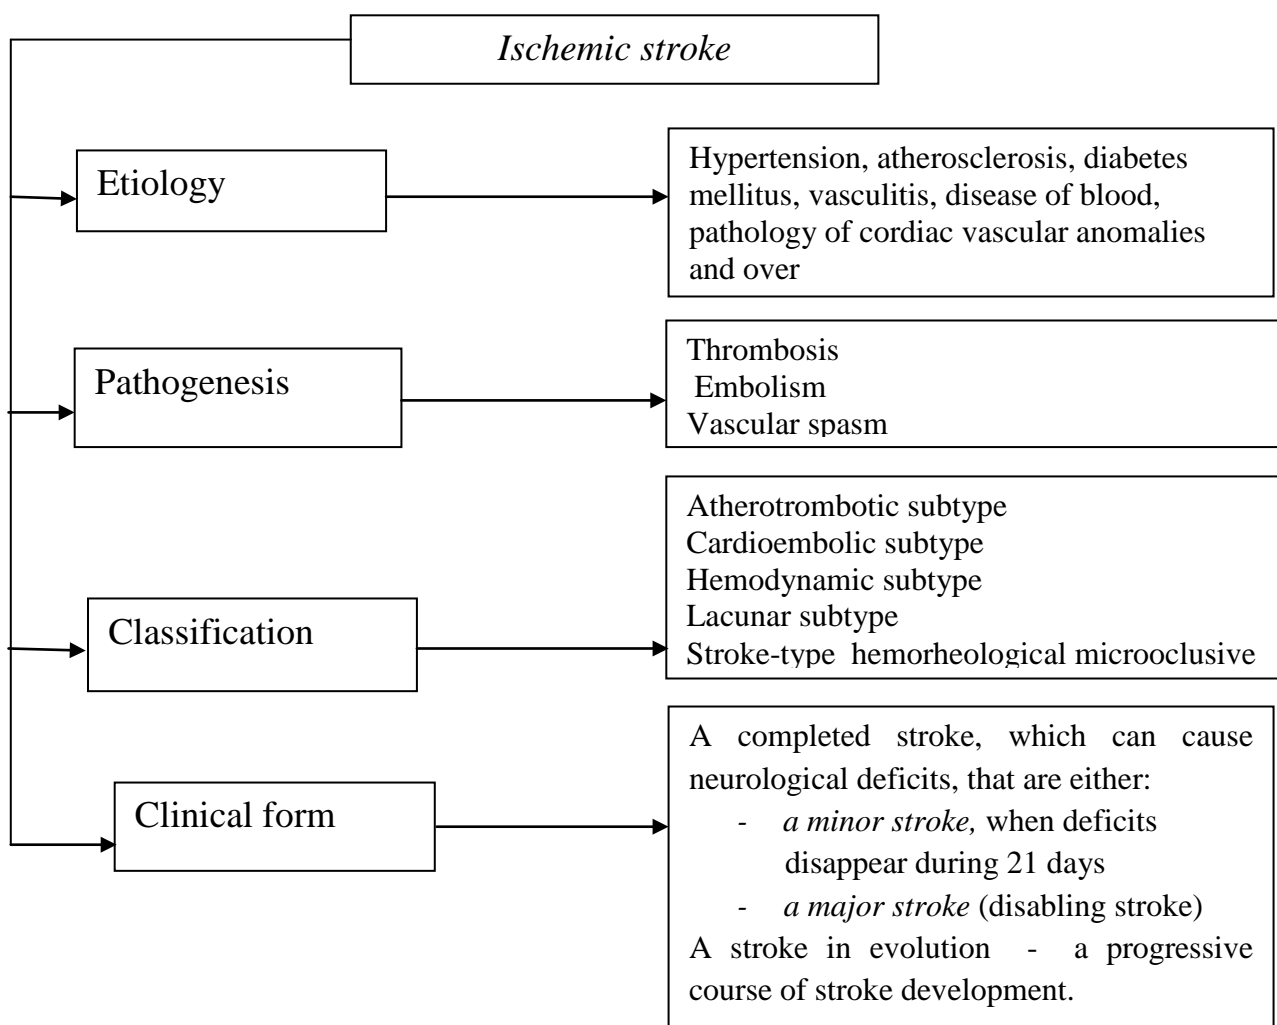 Ischemic stroke
Etiology
Hypertension, atherosclerosis, diabetes
mellitus, vasculitis, disease of blood,
pathology of cordiac vascular anomalies
and over
Pathogenesis
Thrombosis
Embolism
Vascular spasm
Classification
Atherotrombotic subtype
Cardioembolic subtype
Hemodynamic subtype
Lacunar subtype
Stroke-type hemorheological microoclusive
Clinical form
A completed stroke, which can cause
neurological deficits, that are either:
- a minor stroke, when deficits
disappear during 21 days
- a major stroke (disabling stroke)
A stroke in evolution - a progressive
course of stroke development.